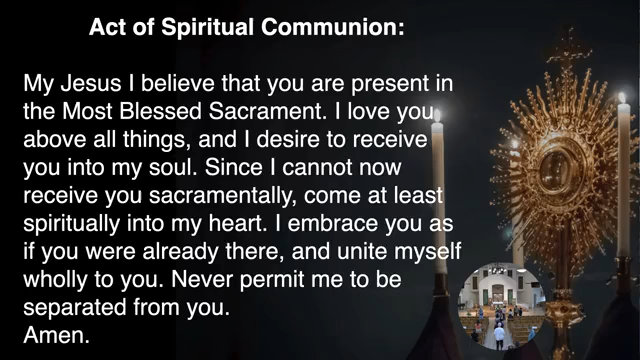 Act of Spiritual Communion:
My Jesus I believe that you are present in
the Most Blessed Sacrament. I love you
above all things, and I desire to receive
you into my soul. Since I cannot now
receive you sacramentally, come at least
spiritually into my heart. I embrace you as
if you were already there, and unite myself
wholly to you. Never permit me to be
separated from you.
Amen.